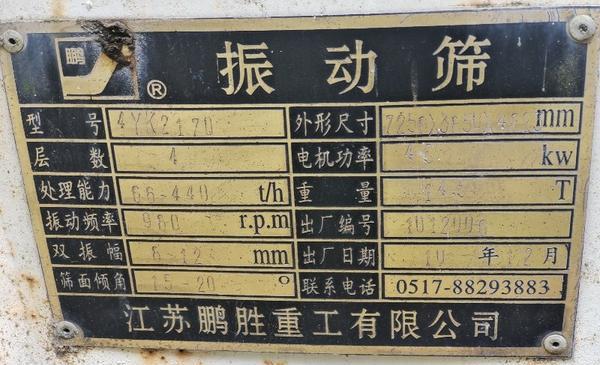 鹏
®
振动筛
型号 4YK2170 外形尺寸 mm
层数 4 电机功率 kw
处理能力 66-440 t/h 重量 T
振动频率 980 r.p.m 出厂编号
双振幅 8-12 mm 出厂日期 10 年 12 月
筛面倾角 15-20 ° 联系电话 0517-88293883
江苏鹏胜重工有限公司